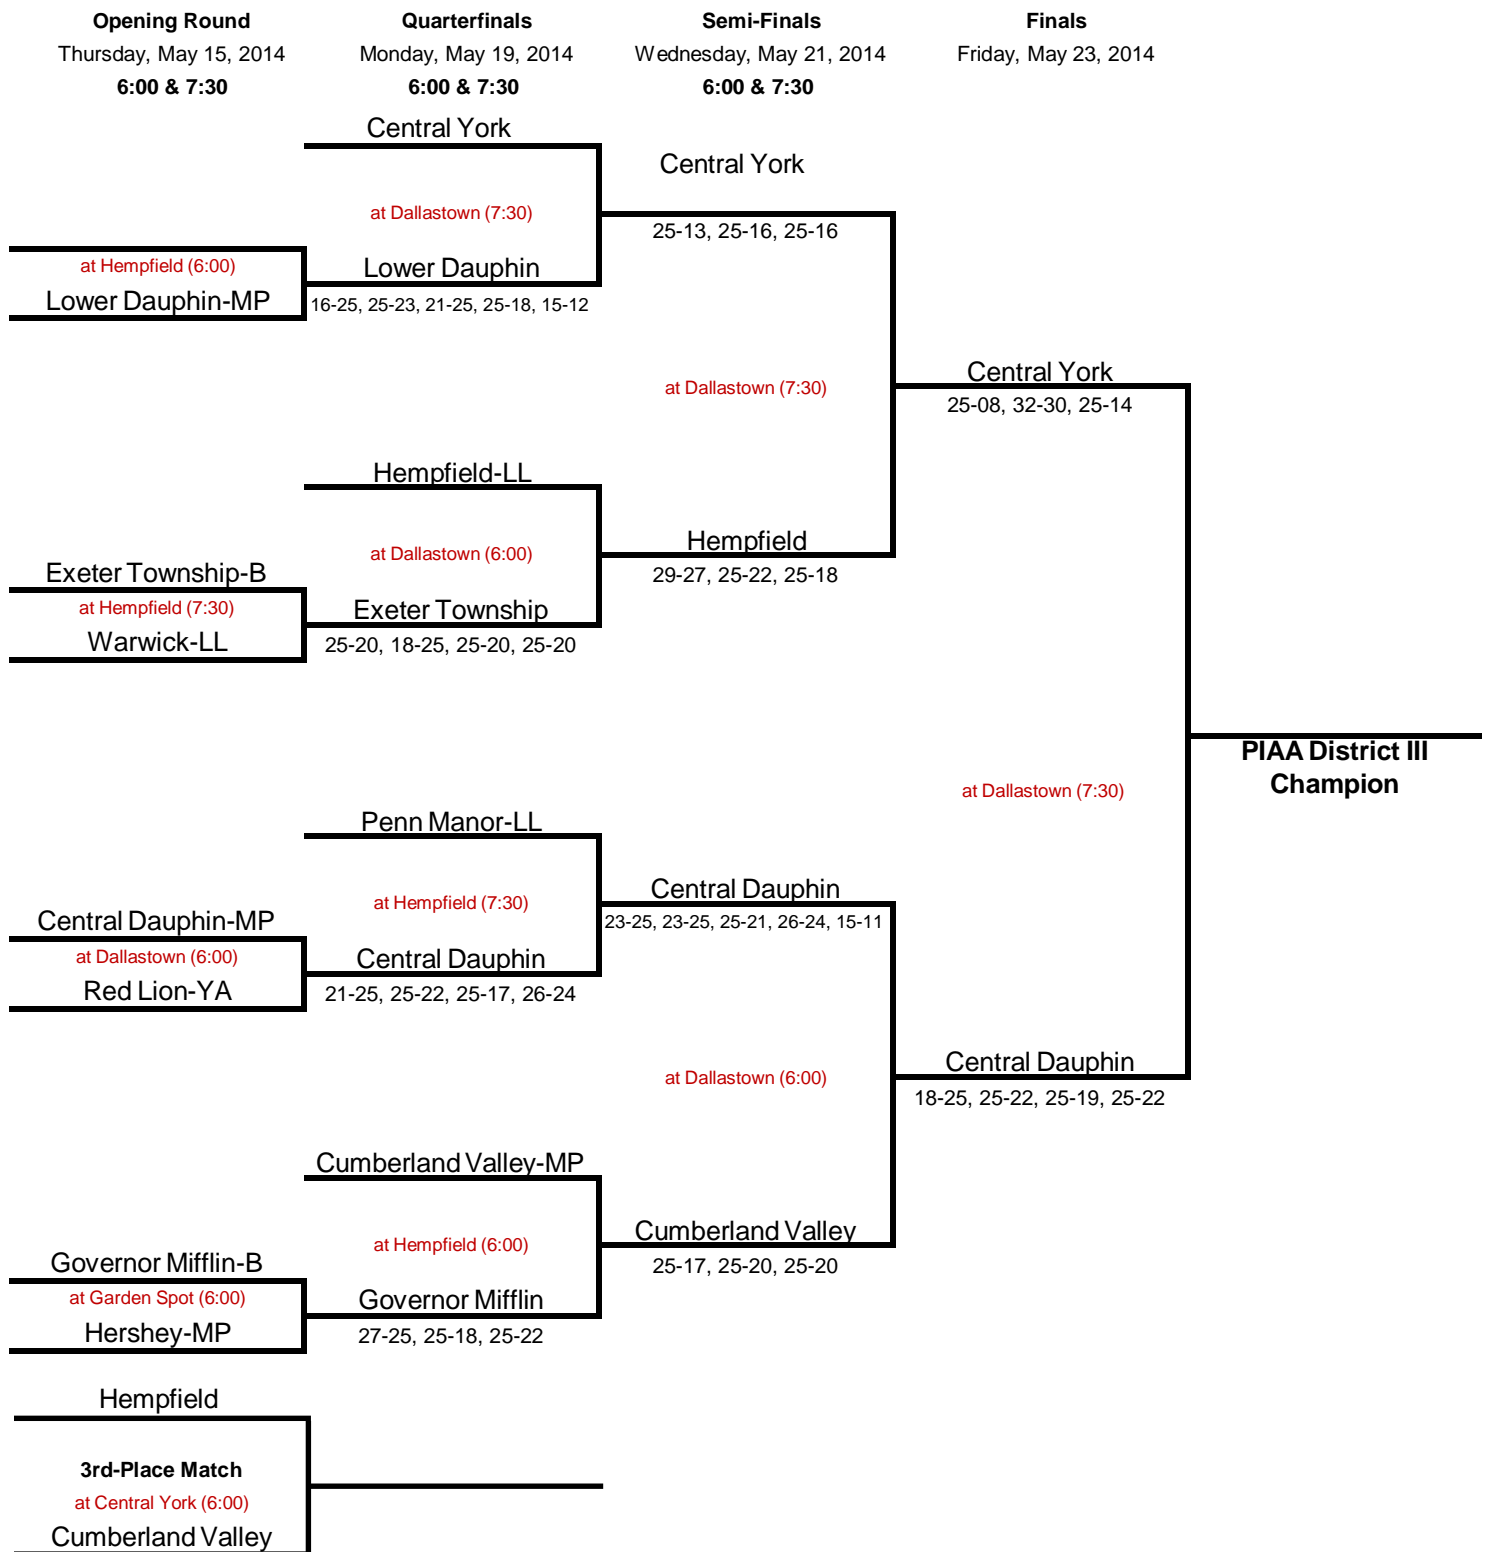 Opening Round
Thursday, May 15, 2014
6:00 & 7:30
Quarterfinals
Monday, May 19, 2014
6:00 & 7:30
Semi-Finals
Wednesday, May 21, 2014
6:00 & 7:30
Finals
Friday, May 23, 2014
Central York
Central York
at Dallastown (7:30)
25-13, 25-16, 25-16
at Hempfield (6:00)
Lower Dauphin
Lower Dauphin-MP
16-25, 25-23, 21-25, 25-18, 15-12
at Dallastown (7:30)
Central York
25-08, 32-30, 25-14
Hempfield-LL
at Dallastown (6:00)
Hempfield
29-27, 25-22, 25-18
Exeter Township-B
at Hempfield (7:30)
Exeter Township
Warwick-LL
25-20, 18-25, 25-20, 25-20
PIAA District III
Champion
at Dallastown (7:30)
Penn Manor-LL
at Hempfield (7:30)
Central Dauphin
23-25, 23-25, 25-21, 26-24, 15-11
Central Dauphin-MP
at Dallastown (6:00)
Central Dauphin
Red Lion-YA
21-25, 25-22, 25-17, 26-24
at Dallastown (6:00)
Central Dauphin
18-25, 25-22, 25-19, 25-22
Cumberland Valley-MP
at Hempfield (6:00)
Cumberland Valley
25-17, 25-20, 25-20
Governor Mifflin-B
at Garden Spot (6:00)
Governor Mifflin
Hershey-MP
27-25, 25-18, 25-22
Hempfield
3rd-Place Match
at Central York (6:00)
Cumberland Valley